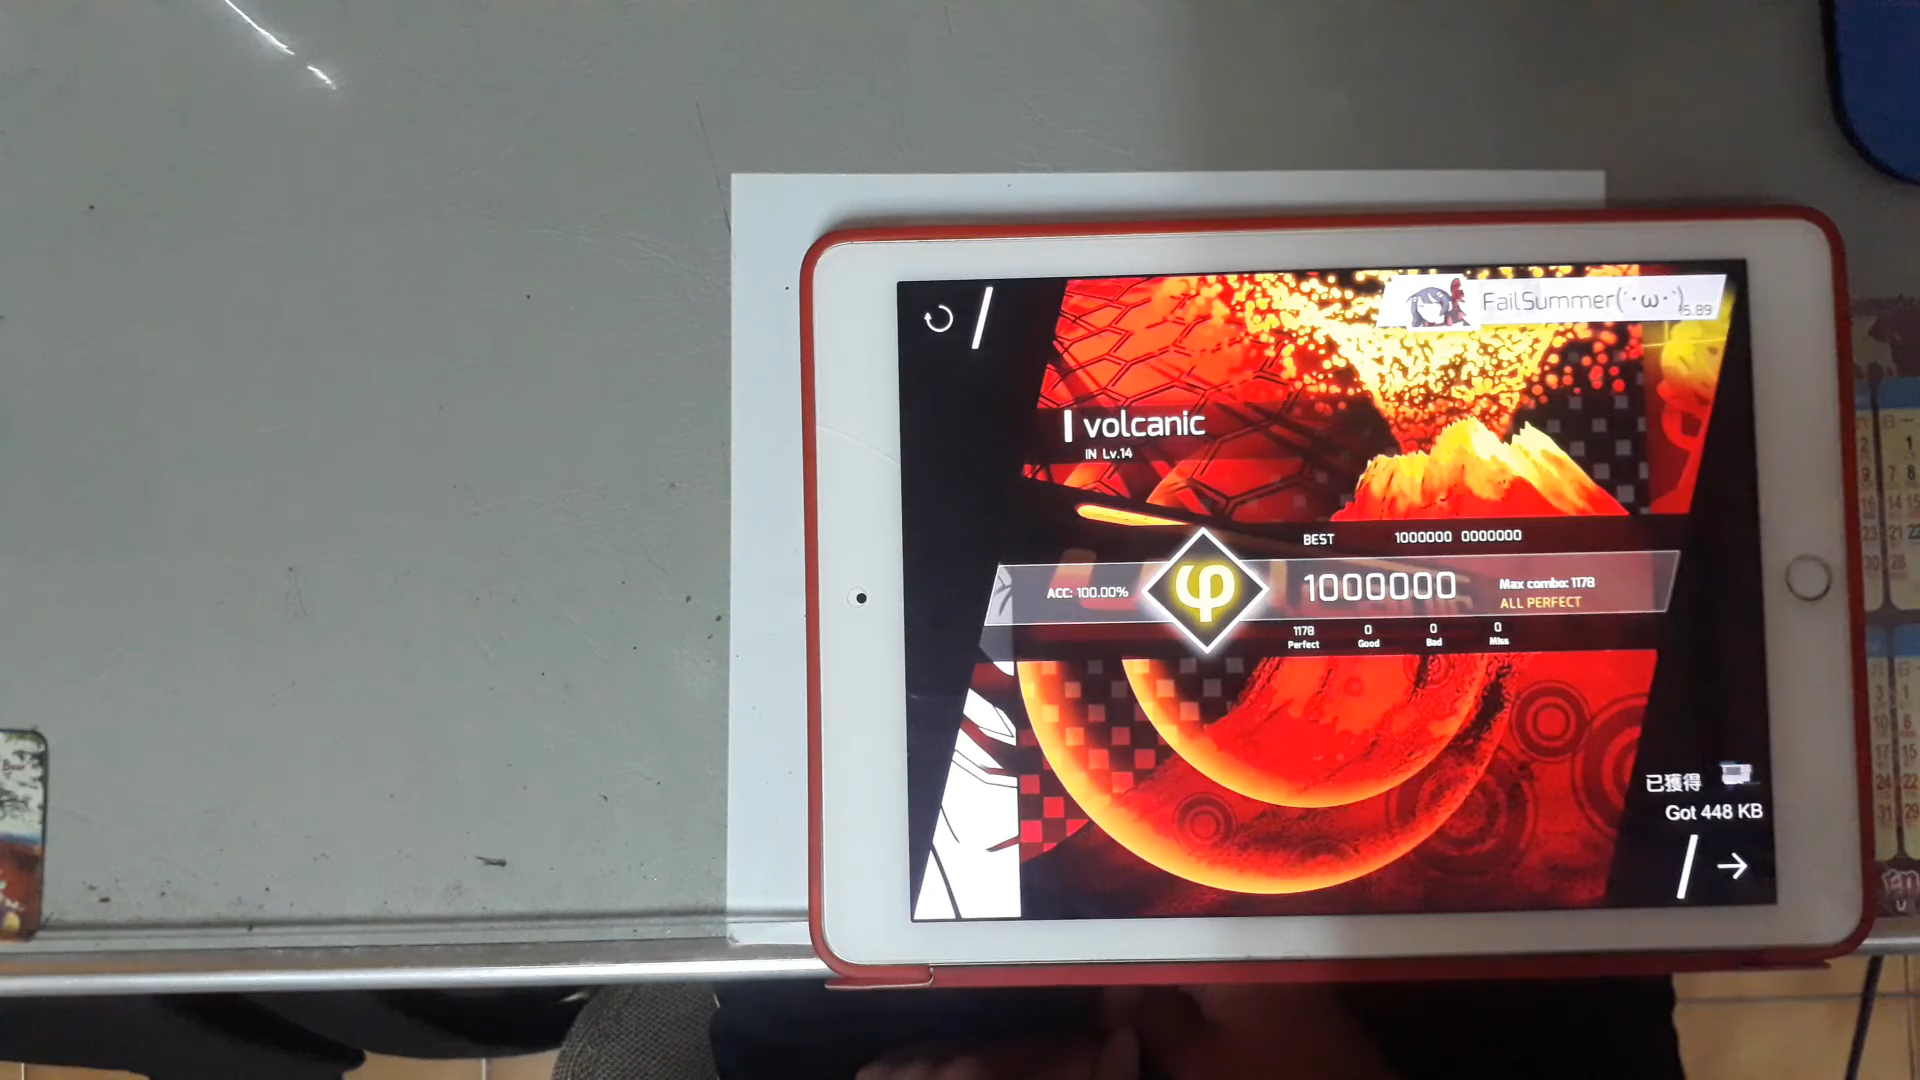 FailSummer(´･ω･`)
5.89
volcanic
IN Lv.14
BEST 1000000 0000000
ACC: 100.00% φ 1000000 Max combo: 1178
ALL PERFECT
1178 0 0 0
Perfect Good Bad Miss
已獲得
Got 448 KB